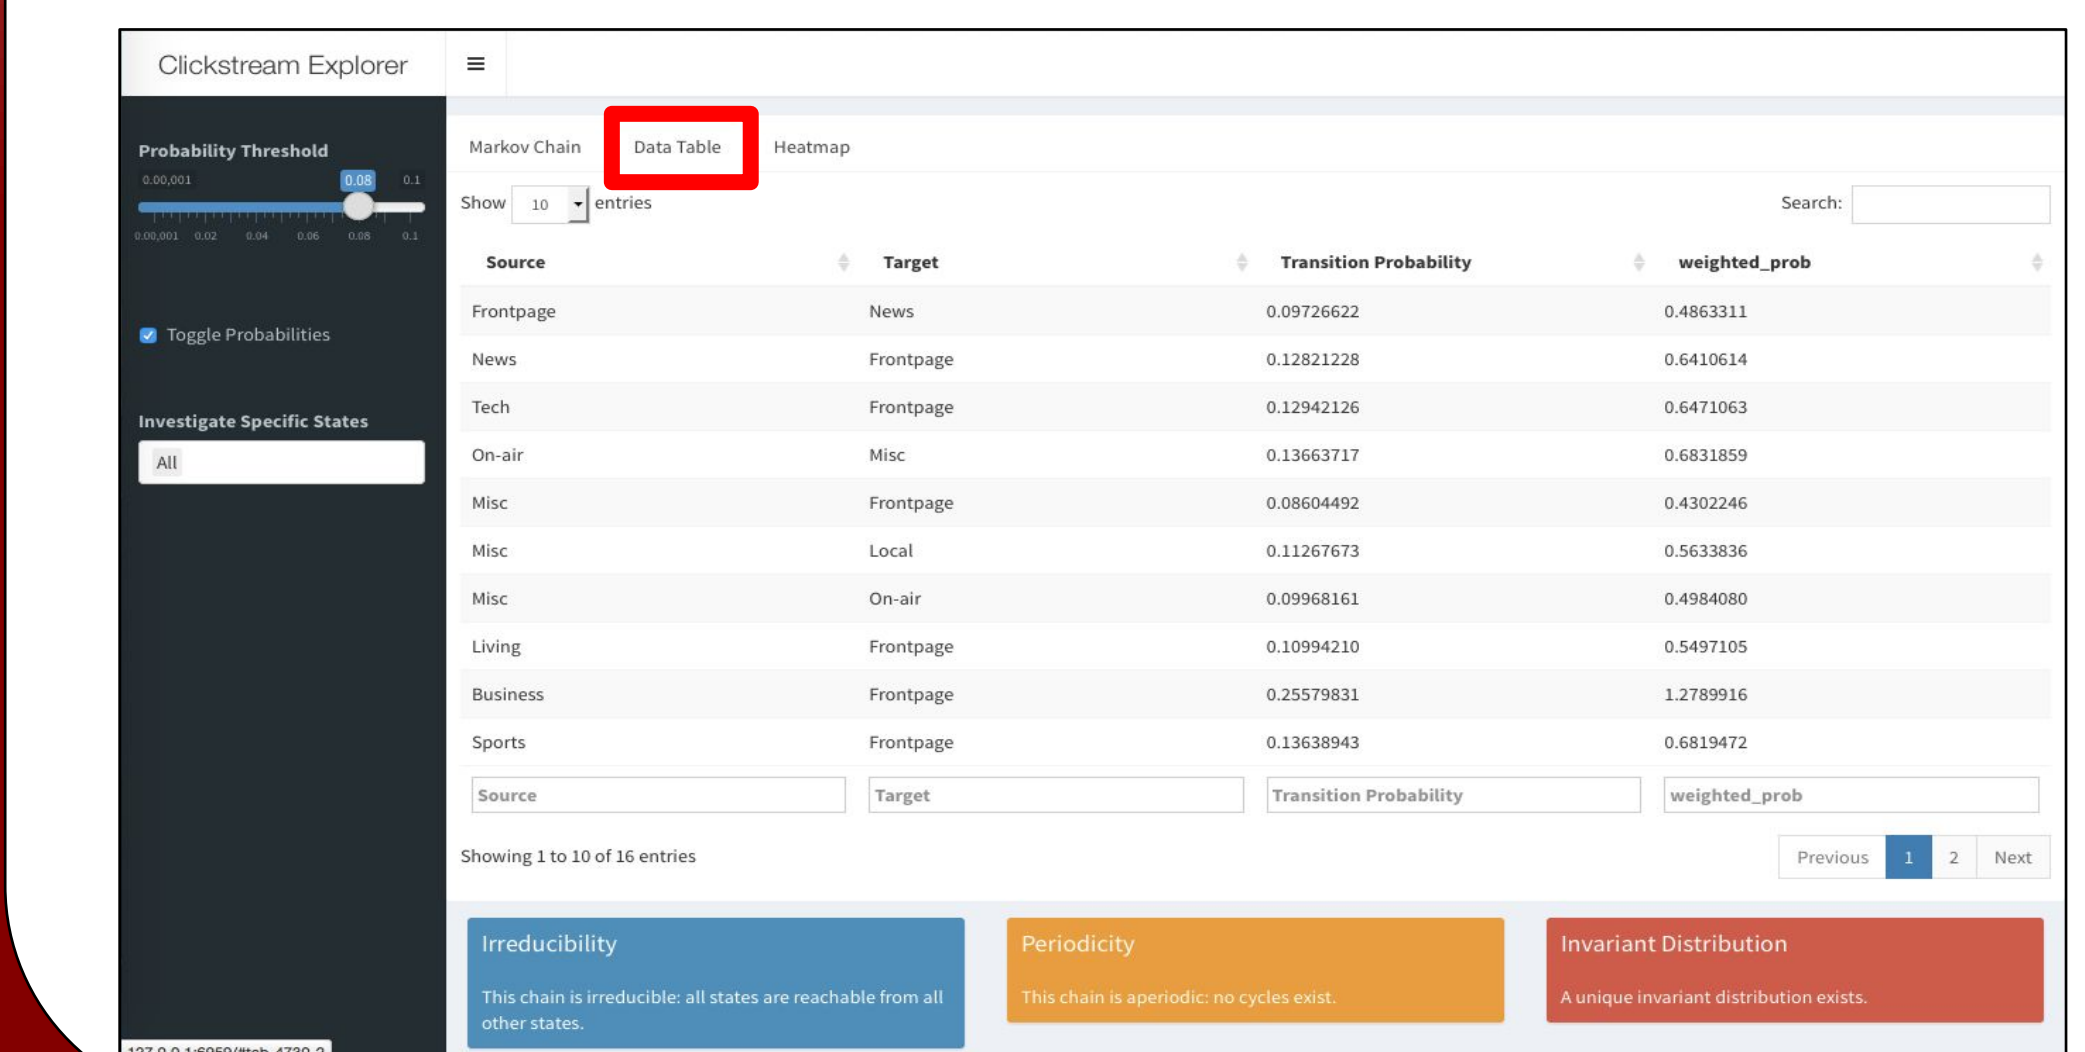 Clickstream Explorer
Probability Threshold
0.00,001 0.08 0.1
0.00,001 0.02 0.04 0.06 0.08 0.1
Toggle Probabilities
Investigate Specific States
All
Markov Chain Data Table Heatmap
Show 10 entries Search:
Source Target Transition Probability weighted_prob
Frontpage News 0.09726622 0.4863311
News Frontpage 0.12821228 0.6410614
Tech Frontpage 0.12942126 0.6471063
On-air Misc 0.13663717 0.6831859
Misc Frontpage 0.08604492 0.4302246
Misc Local 0.11267673 0.5633836
Misc On-air 0.09968161 0.4984080
Living Frontpage 0.10994210 0.5497105
Business Frontpage 0.25579831 1.2789916
Sports Frontpage 0.13638943 0.6819472
Source Target Transition Probability weighted_prob
Showing 1 to 10 of 16 entries Previous 1 2 Next
Irreducibility
This chain is irreducible: all states are reachable from all
other states.
Periodicity
This chain is aperiodic: no cycles exist.
Invariant Distribution
A unique invariant distribution exists.